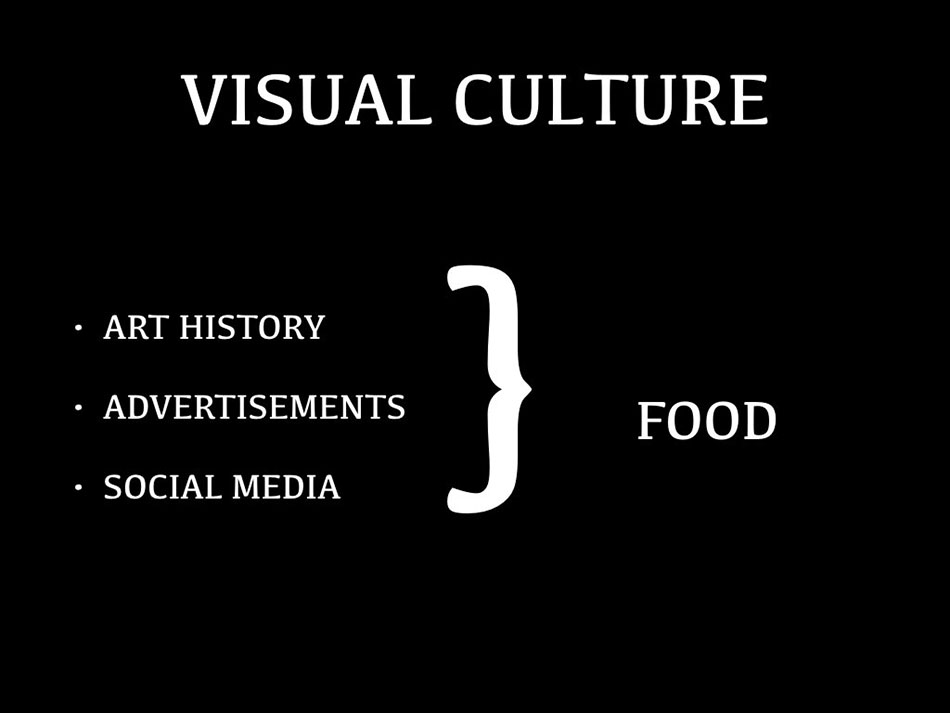 VISUAL CULTURE
• ART HISTORY
• ADVERTISEMENTS
• SOCIAL MEDIA
}
FOOD